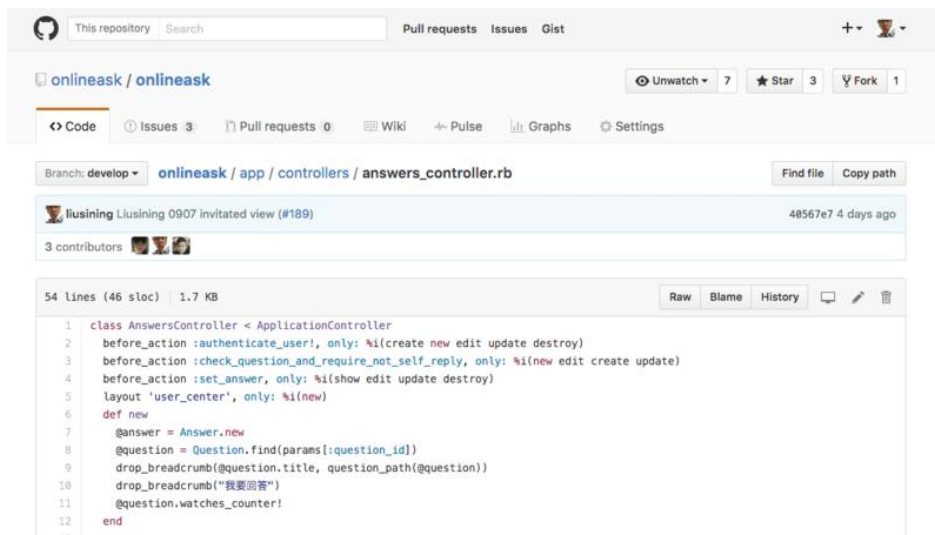 This repository Search Pull requests Issues Gist
onlineask / onlineask Unwatch 7 Star 3 Fork 1
Code Issues 3 Pull requests 0 Wiki Pulse Graphs Settings
Branch: develop onlineask / app / controllers / answers_controller.rb Find file Copy path
liusining Liusining 0907 invitated view (#189) 40567e7 4 days ago
3 contributors
54 lines (46 sloc) 1.7 KB Raw Blame History
1 class AnswersController < ApplicationController
2 before_action :authenticate_user!, only: %i(create new edit update destroy)
3 before_action :check_question_and_require_not_self_reply, only: %i(new edit create update)
4 before_action :set_answer, only: %i(show edit update destroy)
5 layout 'user_center', only: %i(new)
6 def new
7 @answer = Answer.new
8 @question = Question.find(params[:question_id])
9 drop_breadcrumb(@question.title, question_path(@question))
10 drop_breadcrumb("我要回答")
11 @question.watches_counter!
12 end